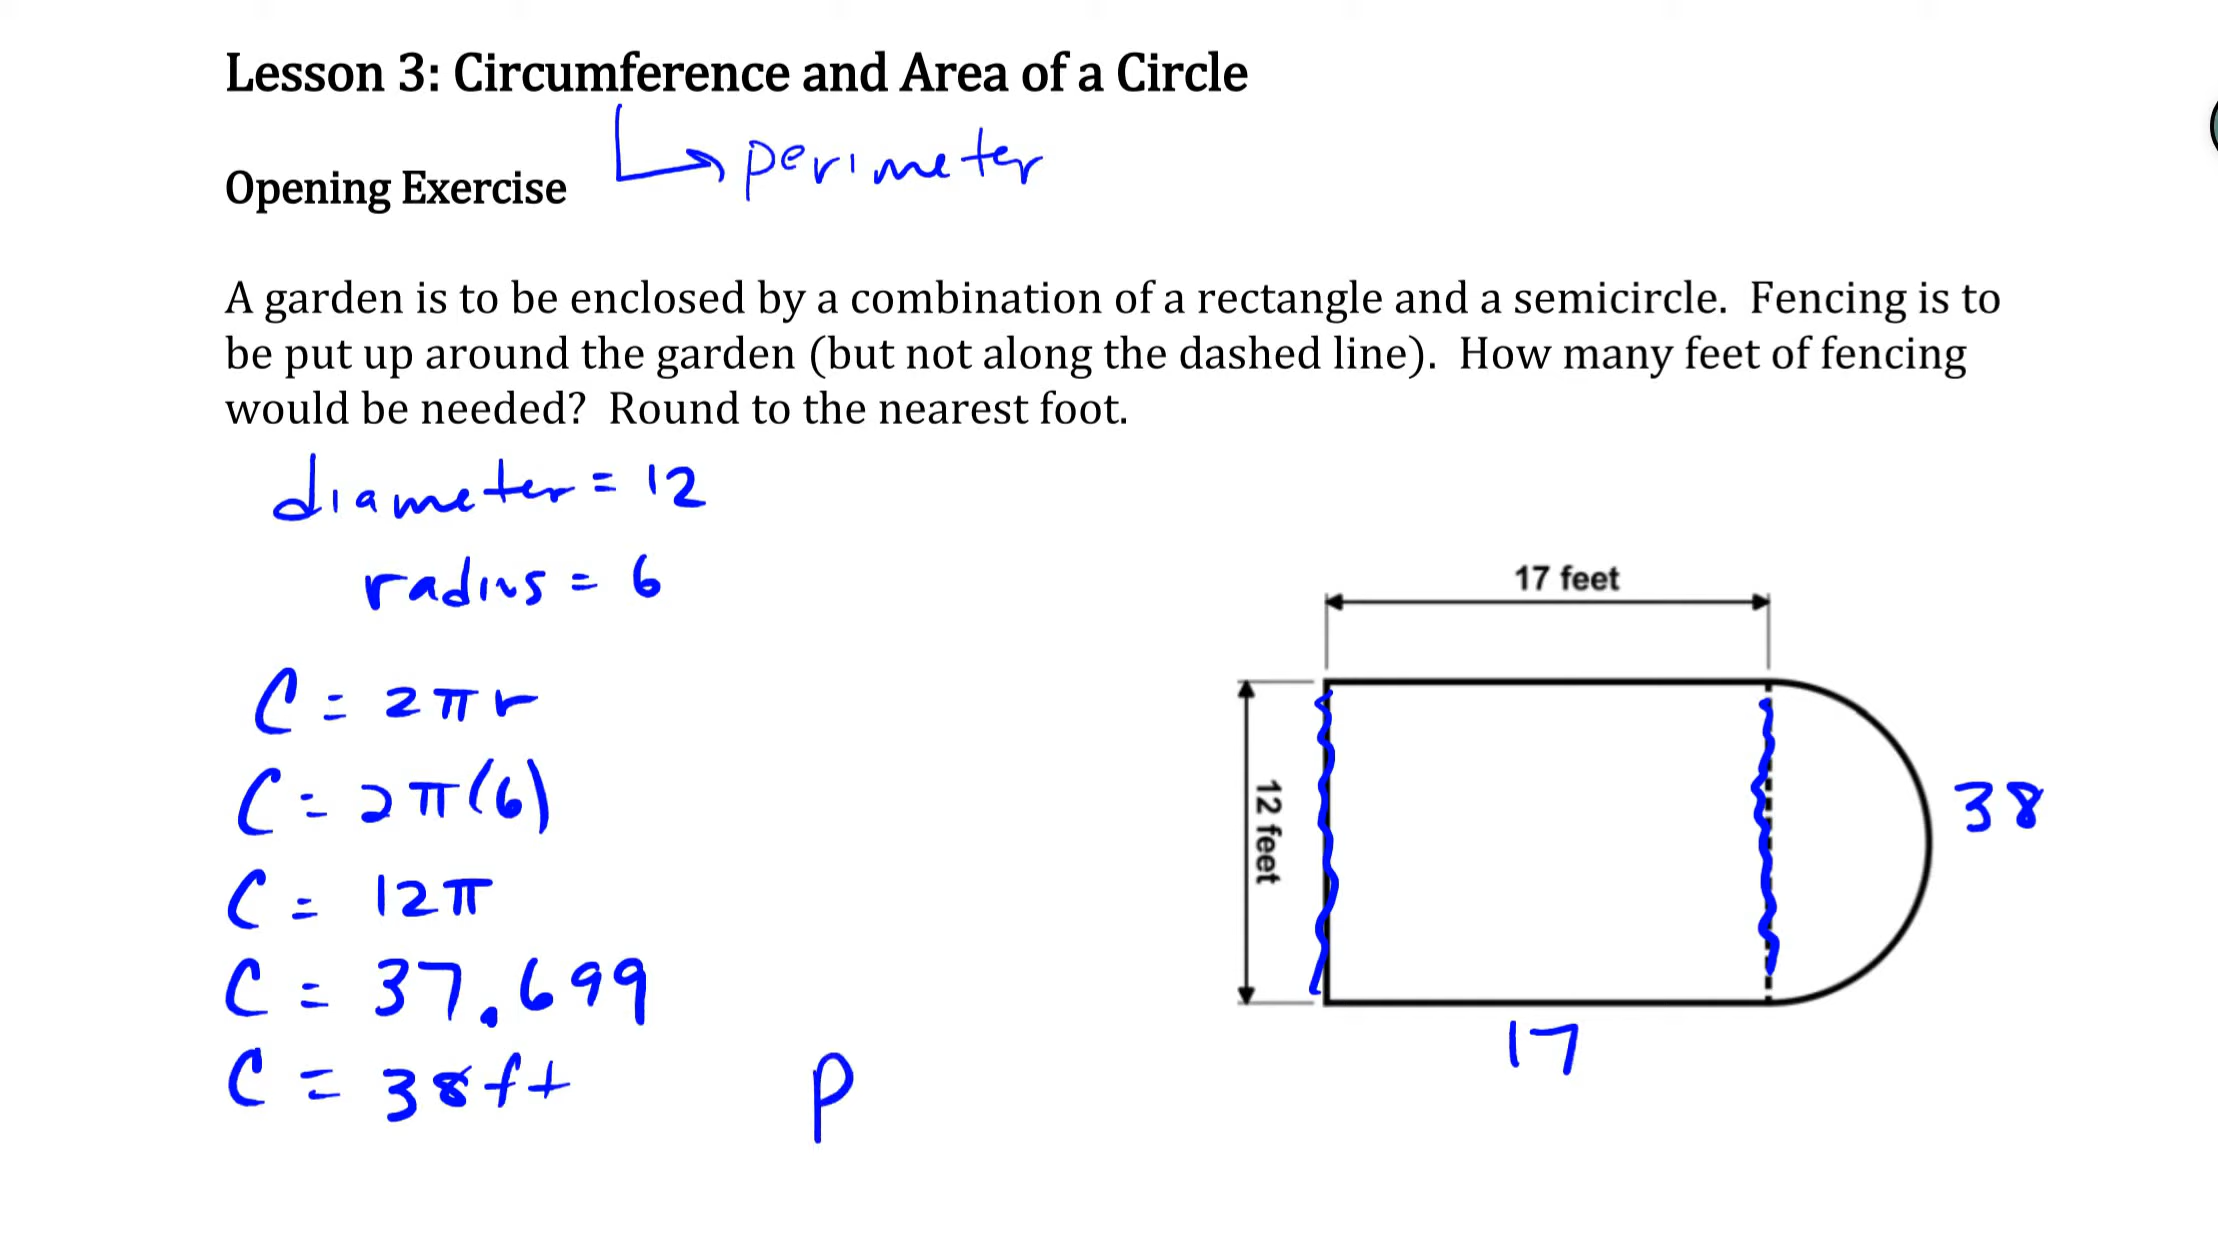 Lesson 3: Circumference and Area of a Circle
perimeter
Opening Exercise
A garden is to be enclosed by a combination of a rectangle and a semicircle. Fencing is to
be put up around the garden (but not along the dashed line). How many feet of fencing
would be needed? Round to the nearest foot.
diameter = 12
radius = 6
C = 2πr
C = 2π(6)
C = 12π
C = 37.699
C = 38ft
P
17 feet
12 feet
38
17